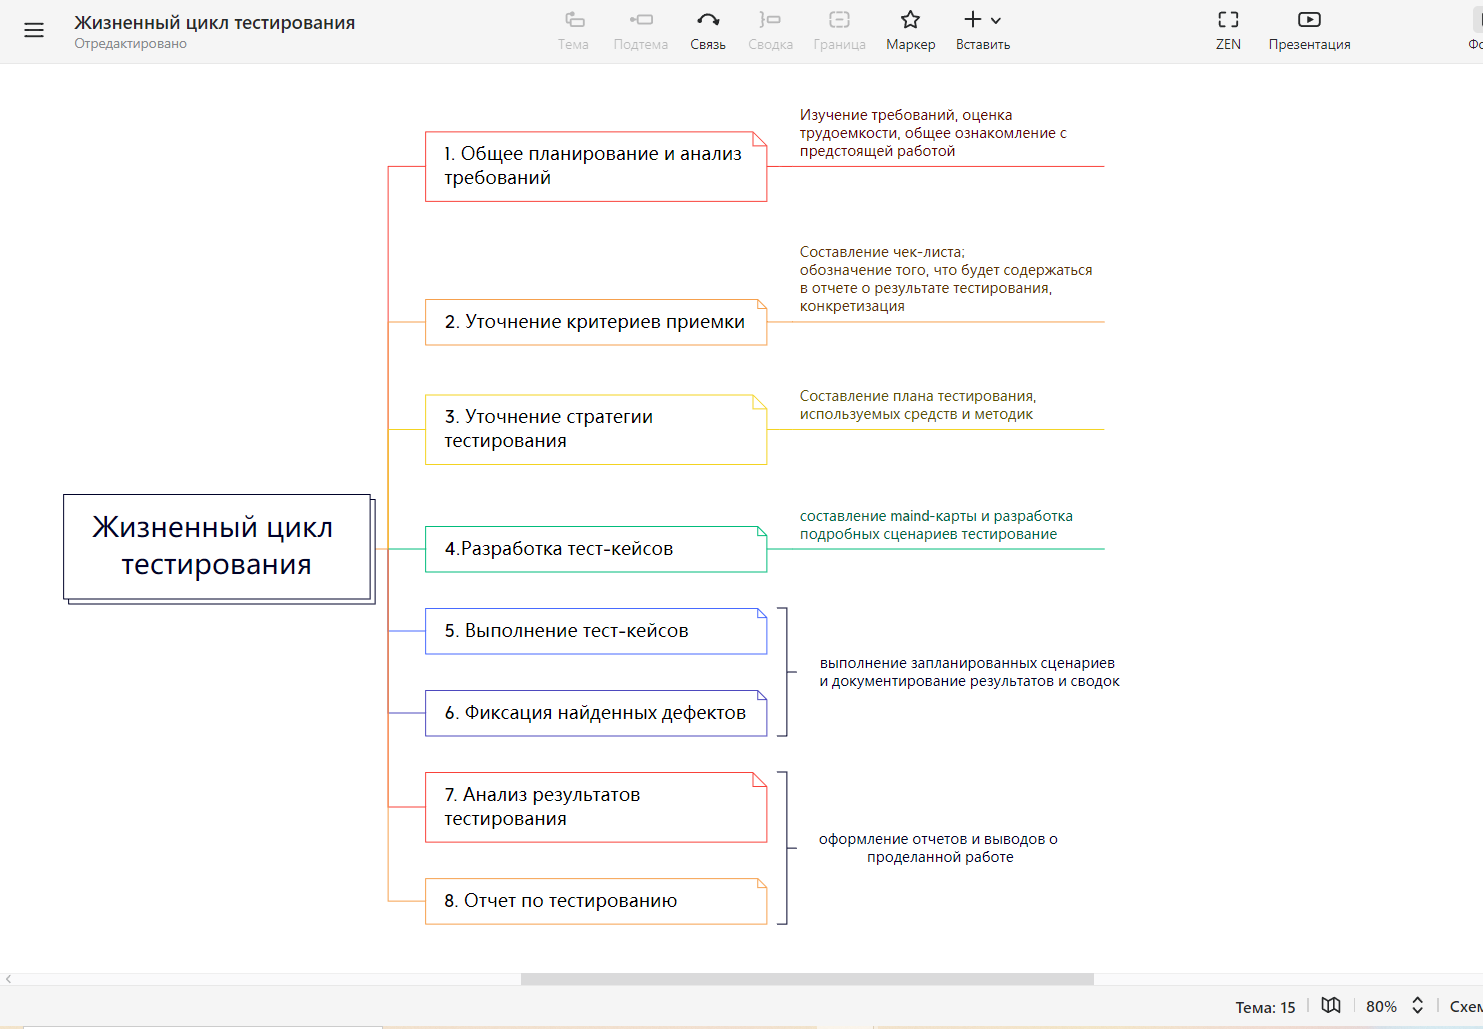 Жизненный цикл тестирования
Отредактировано
Тема
Подтема
Связь
Сводка
Граница
Маркер
Вставить
ZEN
Презентация
Жизненный цикл
тестирования
1. Общее планирование и анализ
требований
Изучение требований, оценка
трудоемкости, общее ознакомление с
предстоящей работой
2. Уточнение критериев приемки
Составление чек-листа;
обозначение того, что будет содержаться
в отчете о результате тестирования,
конкретизация
3. Уточнение стратегии
тестирования
Составление плана тестирования,
используемых средств и методик
4.Разработка тест-кейсов
составление maind-карты и разработка
подробных сценариев тестирование
5. Выполнение тест-кейсов
6. Фиксация найденных дефектов
выполнение запланированных сценариев
и документирование результатов и сводок
7. Анализ результатов
тестирования
8. Отчет по тестированию
оформление отчетов и выводов о
проделанной работе
Тема: 15
80%